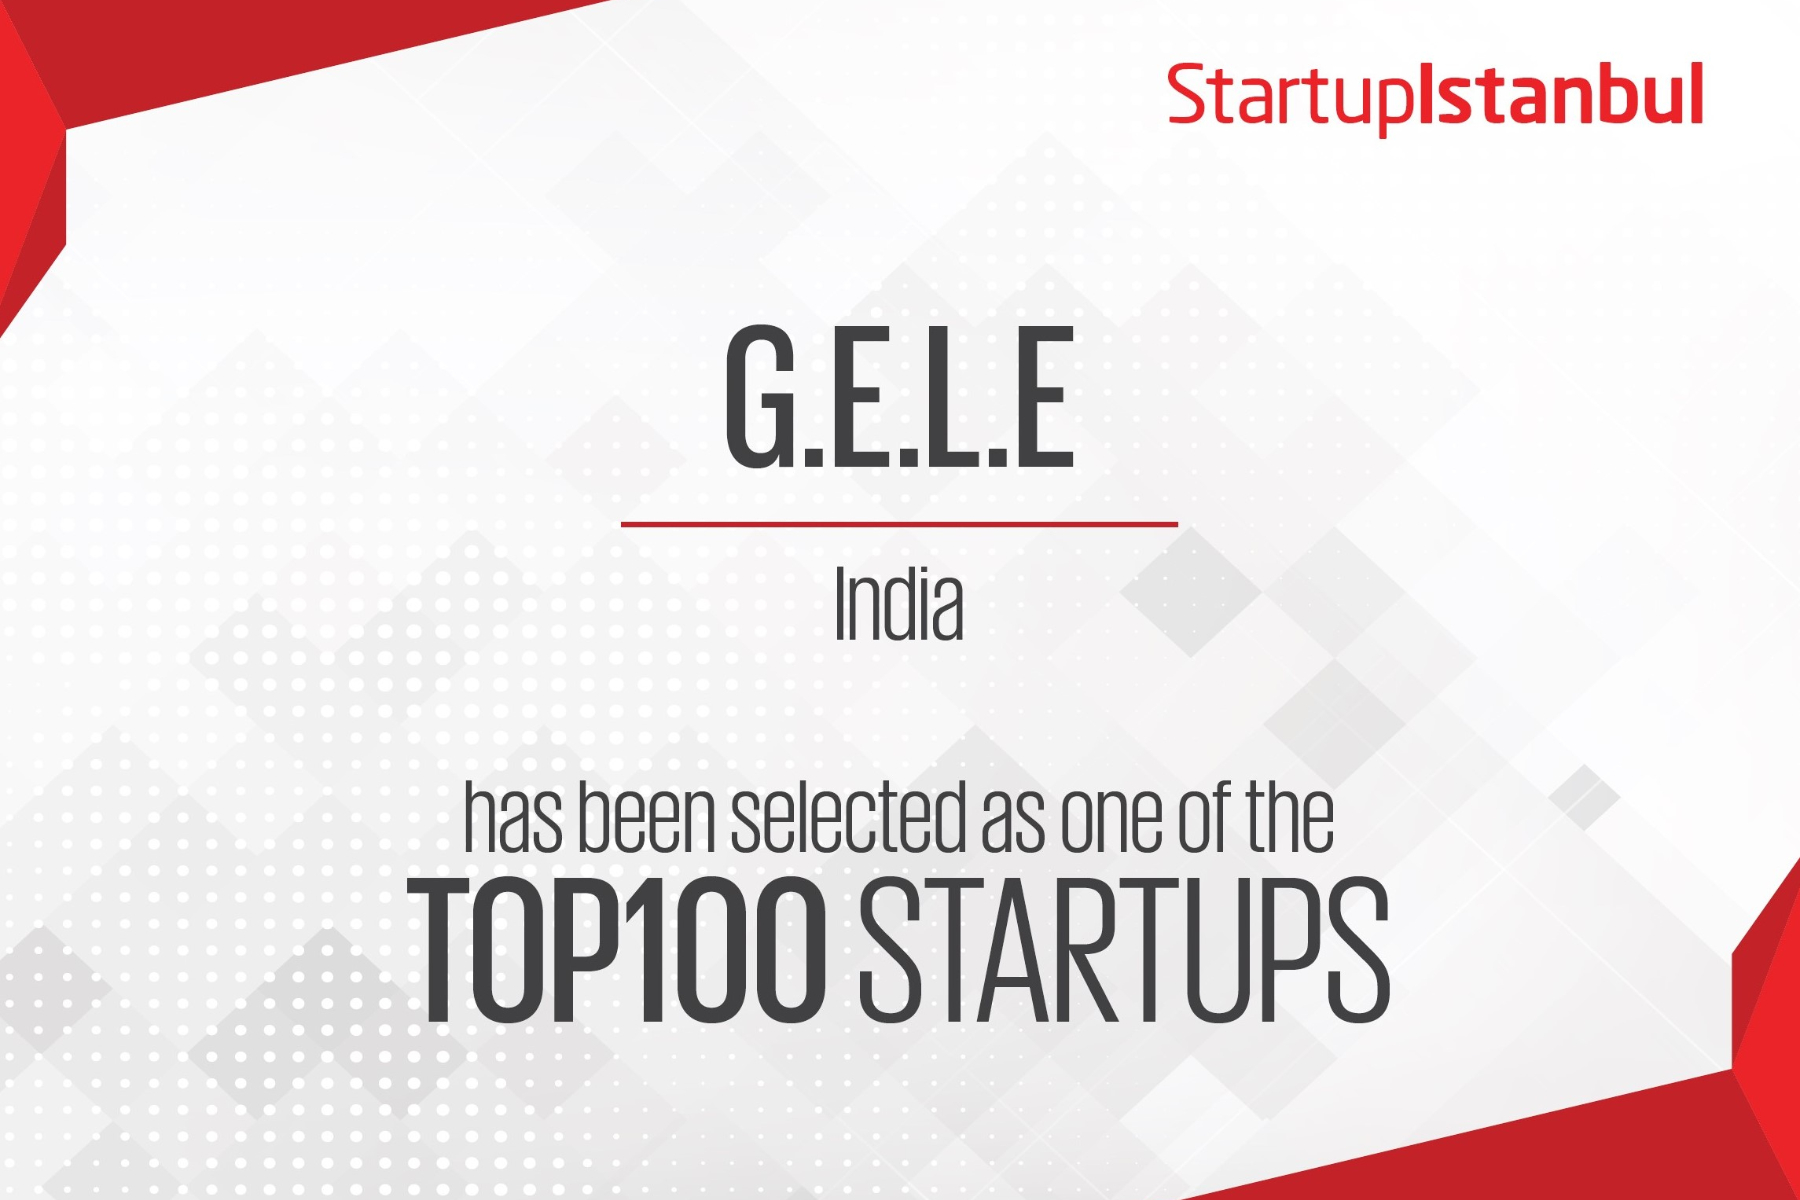 StartupIstanbul
G.E.L.E
India
has been selected as one of the
TOP100 STARTUPS